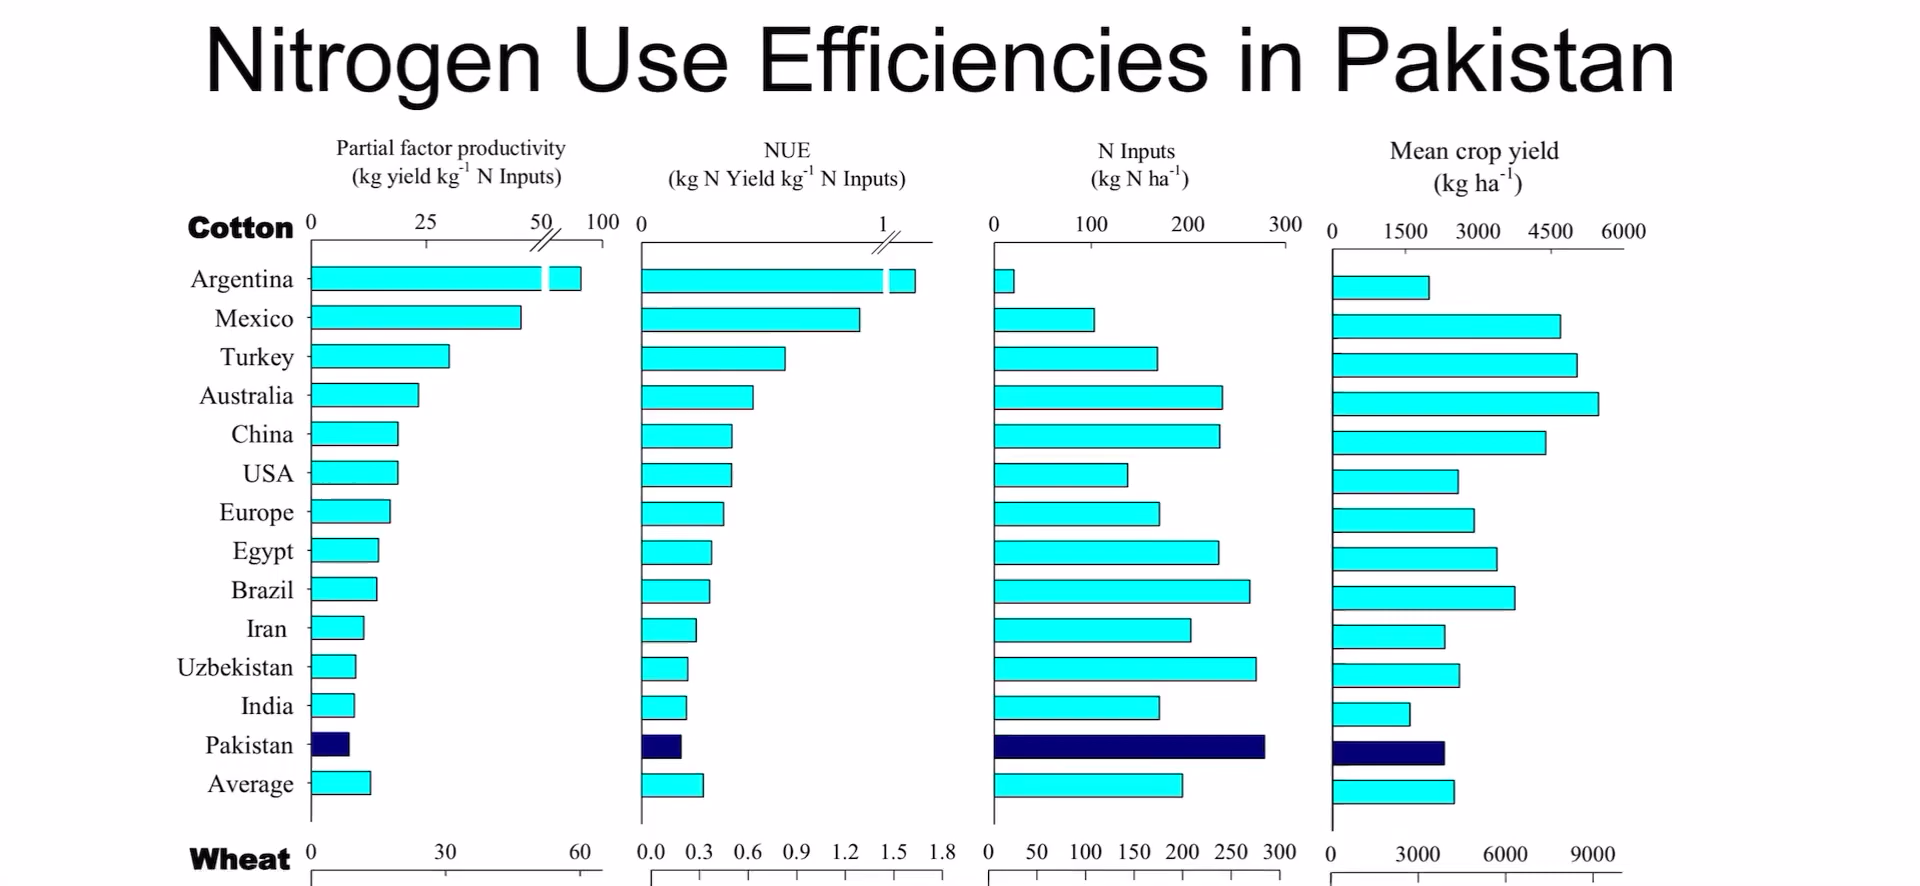 Nitrogen Use Efficiencies in Pakistan
Partial factor productivity
(kg yield kg-1 N Inputs)
NUE
(kg N Yield kg-1 N Inputs)
N Inputs
(kg N ha-1)
Mean crop yield
(kg ha-1)
Cotton
0 25 50 100
0 1
0 100 200 300
0 1500 3000 4500 6000
Argentina
Mexico
Turkey
Australia
China
USA
Europe
Egypt
Brazil
Iran
Uzbekistan
India
Pakistan
Average
Wheat
0 30 60
0.0 0.3 0.6 0.9 1.2 1.5 1.8
0 50 100 150 200 250 300
0 3000 6000 9000